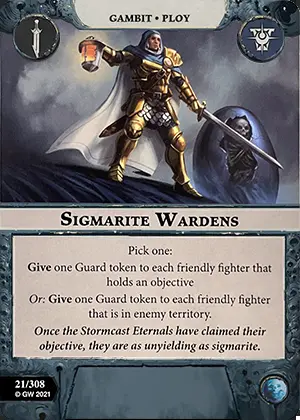 GAMBIT • PLOY
SIGMARITE WARDENS
Pick one:
Give one Guard token to each friendly fighter that
holds an objective
Or: Give one Guard token to each friendly fighter
that is in enemy territory.
Once the Stormcast Eternals have claimed their
objective, they are as unyielding as sigmarite.
21/308
© GW 2021